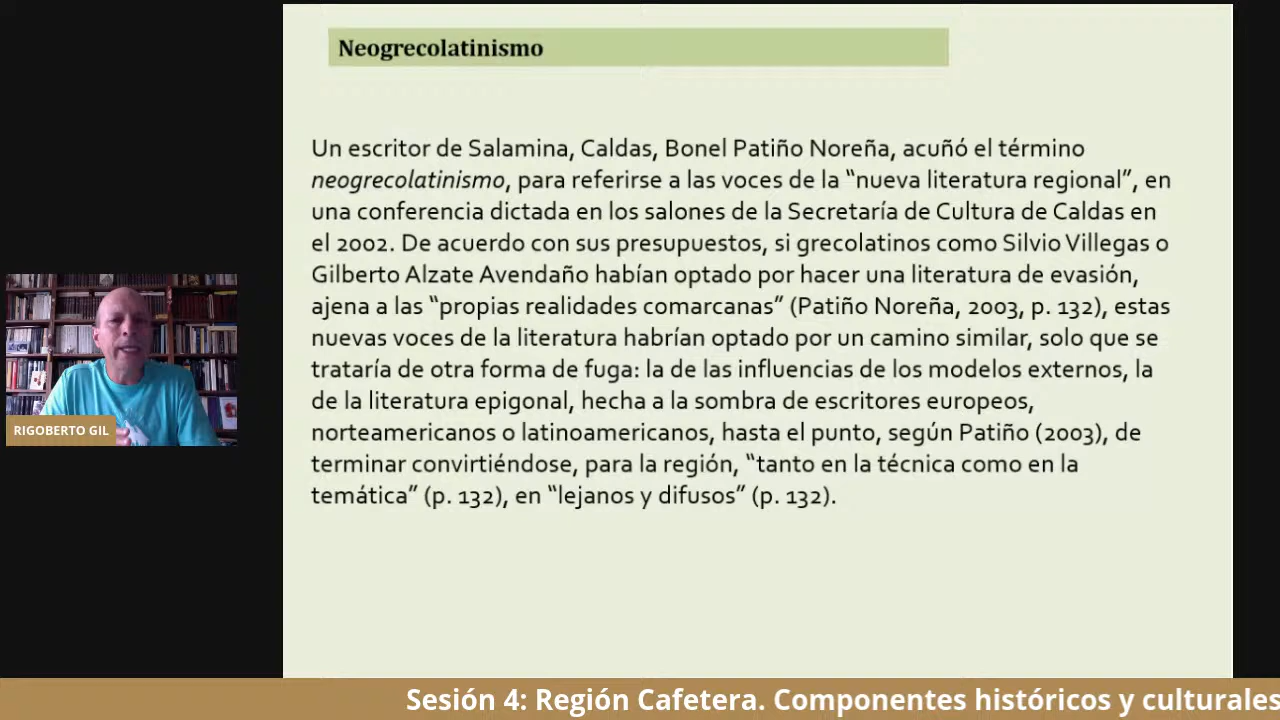 Neogrecolatinismo
Un escritor de Salamina, Caldas, Bonel Patiño Noreña, acuñó el término
neogrecolatinismo, para referirse a las voces de la “nueva literatura regional”, en
una conferencia dictada en los salones de la Secretaría de Cultura de Caldas en
el 2002. De acuerdo con sus presupuestos, si grecolatinos como Silvio Villegas o
Gilberto Alzate Avendaño habían optado por hacer una literatura de evasión,
ajena a las “propias realidades comarcanas” (Patiño Noreña, 2003, p. 132), estas
nuevas voces de la literatura habrían optado por un camino similar, solo que se
trataría de otra forma de fuga: la de las influencias de los modelos externos, la
de la literatura epigonal, hecha a la sombra de escritores europeos,
norteamericanos o latinoamericanos, hasta el punto, según Patiño (2003), de
terminar convirtiéndose, para la región, “tanto en la técnica como en la
temática” (p. 132), en “lejanos y difusos” (p. 132).
RIGOBERTO GIL
Sesión 4: Región Cafetera. Componentes históricos y culturales